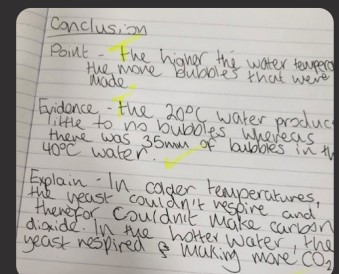 Conclusion
Point - The higher the water tempera
the more bubbles that were
made.
Evidance - The 20°C water produc
little to no bubbles whereas
there was 35mm of bubbles in th
40°C water.
Explain - In colder temperatures,
the yeast couldn't respire and
therefor couldn't make carbon
dioxide. In the hotter water, the
yeast respired & making more CO2